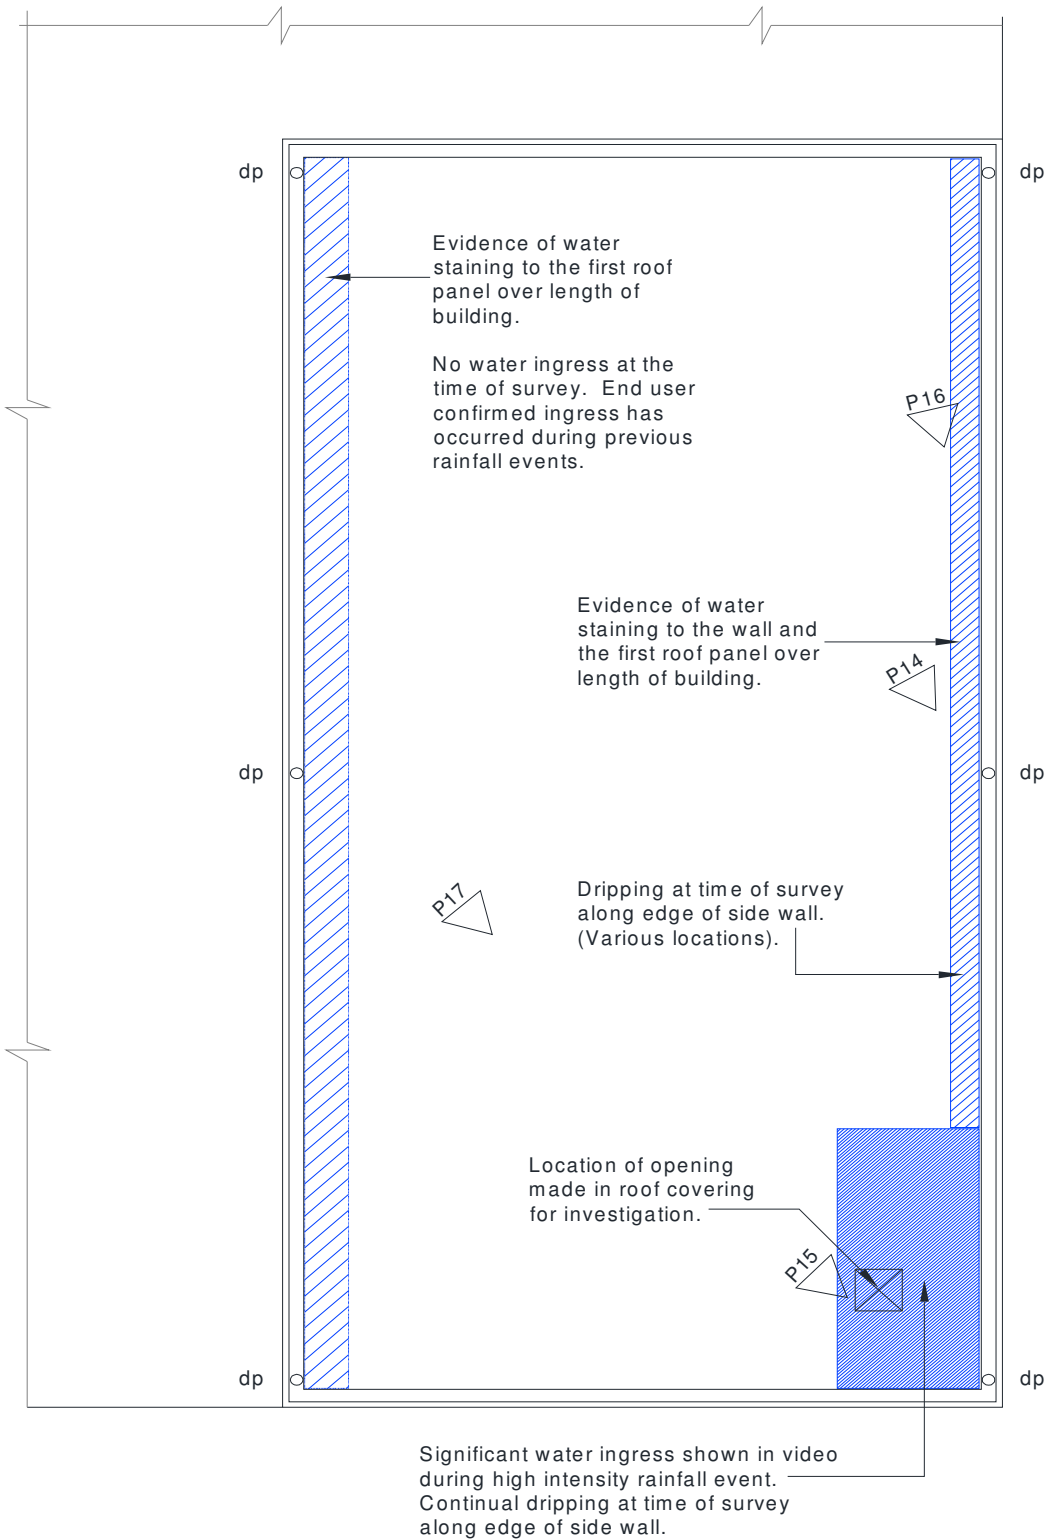 dp
dp
Evidence of water
staining to the first roof
panel over length of
building.
No water ingress at the
time of survey.  End user
confirmed ingress has
occurred during previous
rainfall events.
P16
Evidence of water
staining to the wall and
the first roof panel over
length of building.
P14
dp
dp
P17
Dripping at time of survey
along edge of side wall.
(Various locations).
Location of opening
made in roof covering
for investigation.
P15
dp
dp
Significant water ingress shown in video
during high intensity rainfall event.
Continual dripping at time of survey
along edge of side wall.